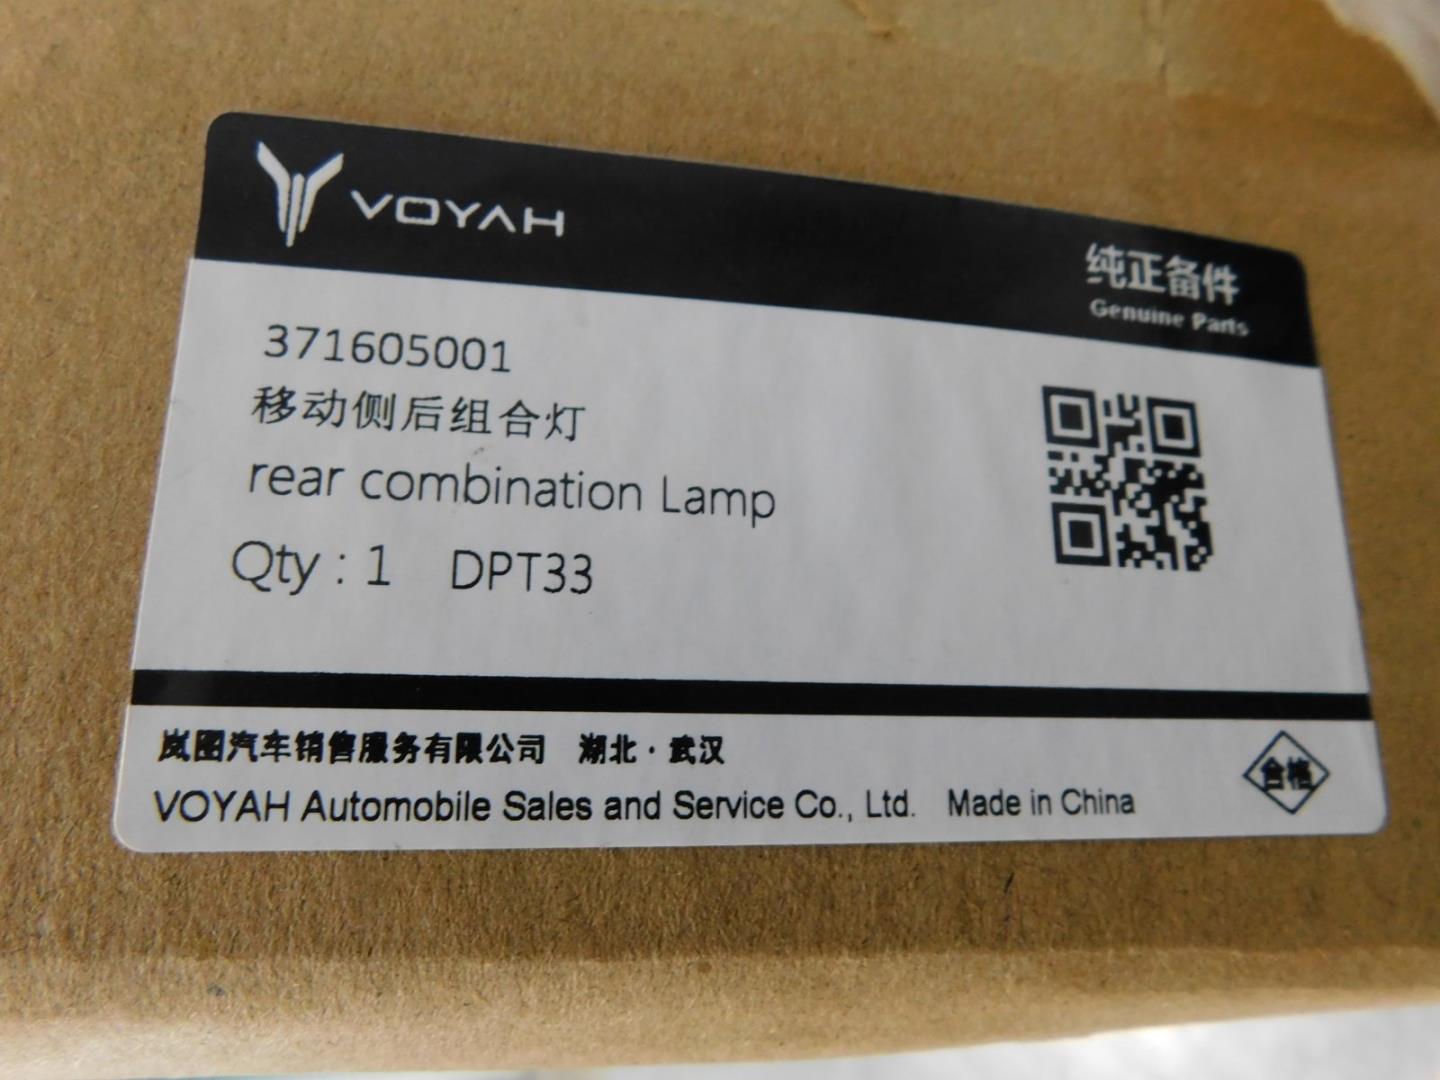 VOYAH
纯正备件
Genuine Parts
371605001
移动侧后组合灯
rear combination Lamp
Qty : 1 DPT33
岚图汽车销售服务有限公司 湖北·武汉
VOYAH Automobile Sales and Service Co., Ltd. Made in China
合格